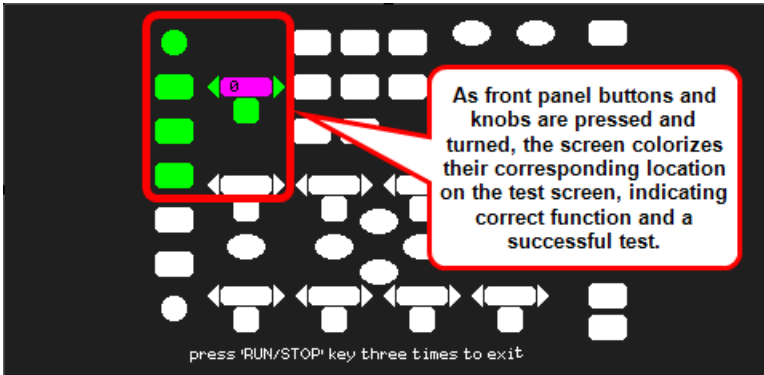 0
As front panel buttons and
knobs are pressed and
turned, the screen colorizes
their corresponding location
on the test screen, indicating
correct function and a
successful test.
press 'RUN/STOP' key three times to exit